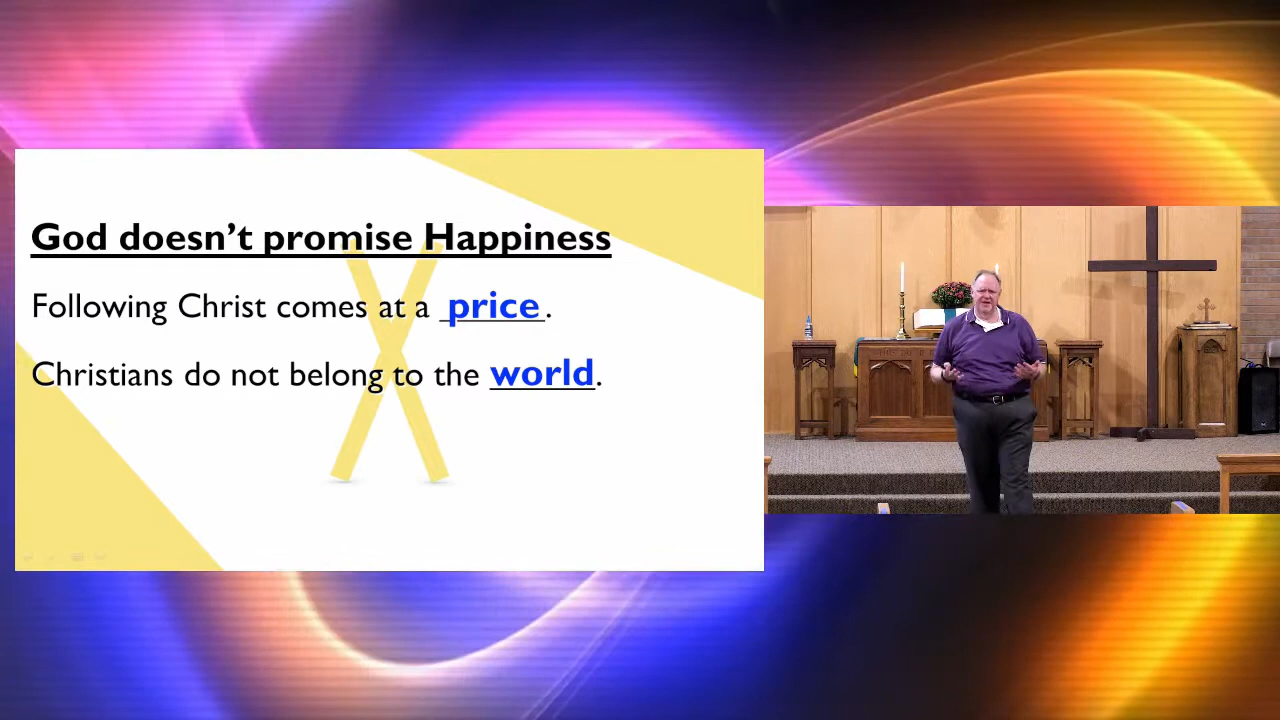 God doesn't promise Happiness
Following Christ comes at a price.
Christians do not belong to the world.